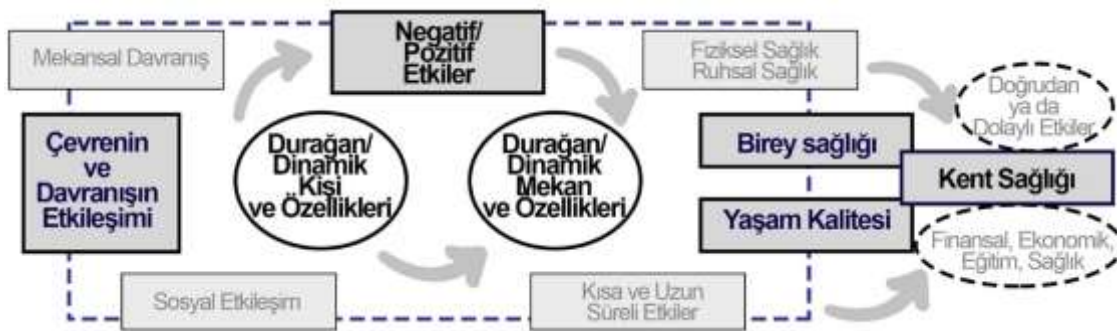 Mekansal Davranış
Negatif/
Pozitif
Etkiler
Fiziksel Sağlık
Ruhsal Sağlık
Doğrudan
ya da
Dolaylı Etkiler
Çevrenin
ve
Davranışın
Etkileşimi
Durağan/
Dinamik
Kişi
ve Özellikleri
Durağan/
Dinamik
Mekan
ve Özellikleri
Birey sağlığı
Kent Sağlığı
Yaşam Kalitesi
Finansal, Ekonomik,
Eğitim, Sağlık
Sosyal Etkileşim
Kısa ve Uzun
Süreli Etkiler